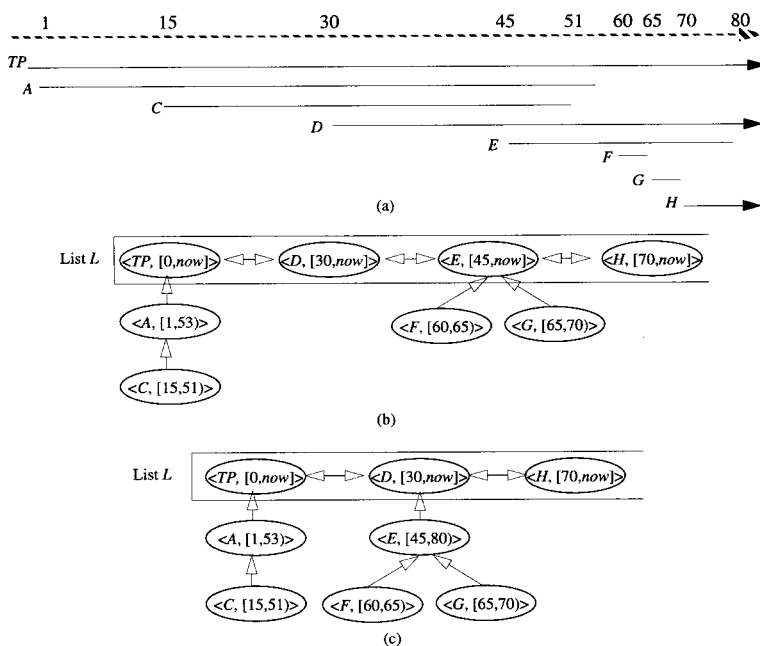 1 15 30 45 51 60 65 70 80
TP
A
C
D
E
F
G
H
(a)
List L <TP, [0,now]> <D, [30,now]> <E, [45,now]> <H, [70,now]>
<A, [1,53)> <F, [60,65)> <G, [65,70)>
<C, [15,51)>
(b)
List L <TP, [0,now]> <D, [30,now]> <H, [70,now]>
<A, [1,53)> <E, [45,80)>
<C, [15,51)> <F, [60,65)> <G, [65,70)>
(c)